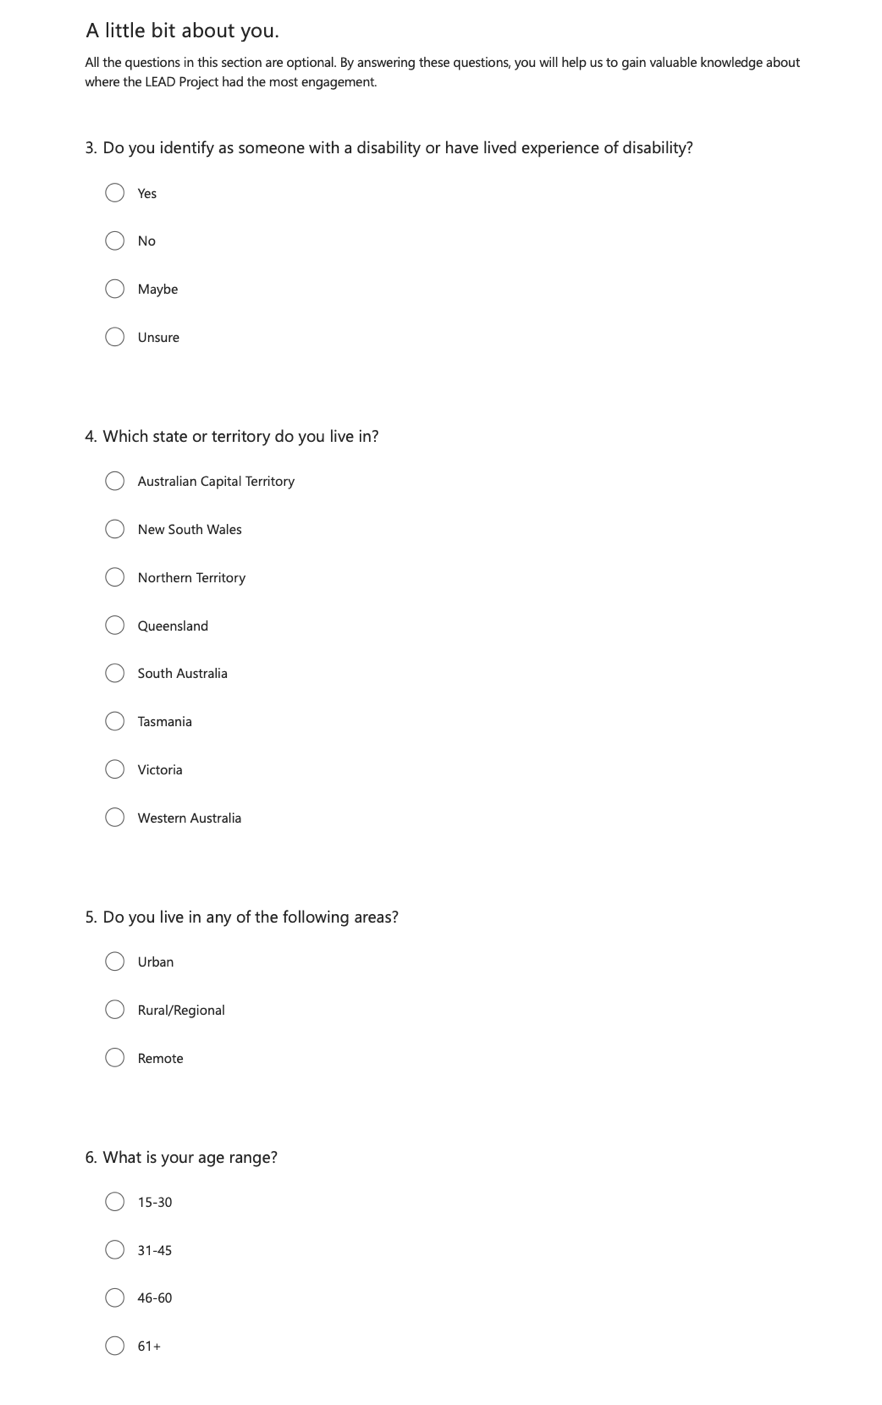 A little bit about you.
All the questions in this section are optional. By answering these questions, you will help us to gain valuable knowledge about
where the LEAD Project had the most engagement.
3. Do you identify as someone with a disability or have lived experience of disability?
Yes
No
Maybe
Unsure
4. Which state or territory do you live in?
Australian Capital Territory
New South Wales
Northern Territory
Queensland
South Australia
Tasmania
Victoria
Western Australia
5. Do you live in any of the following areas?
Urban
Rural/Regional
Remote
6. What is your age range?
15-30
31-45
46-60
61+